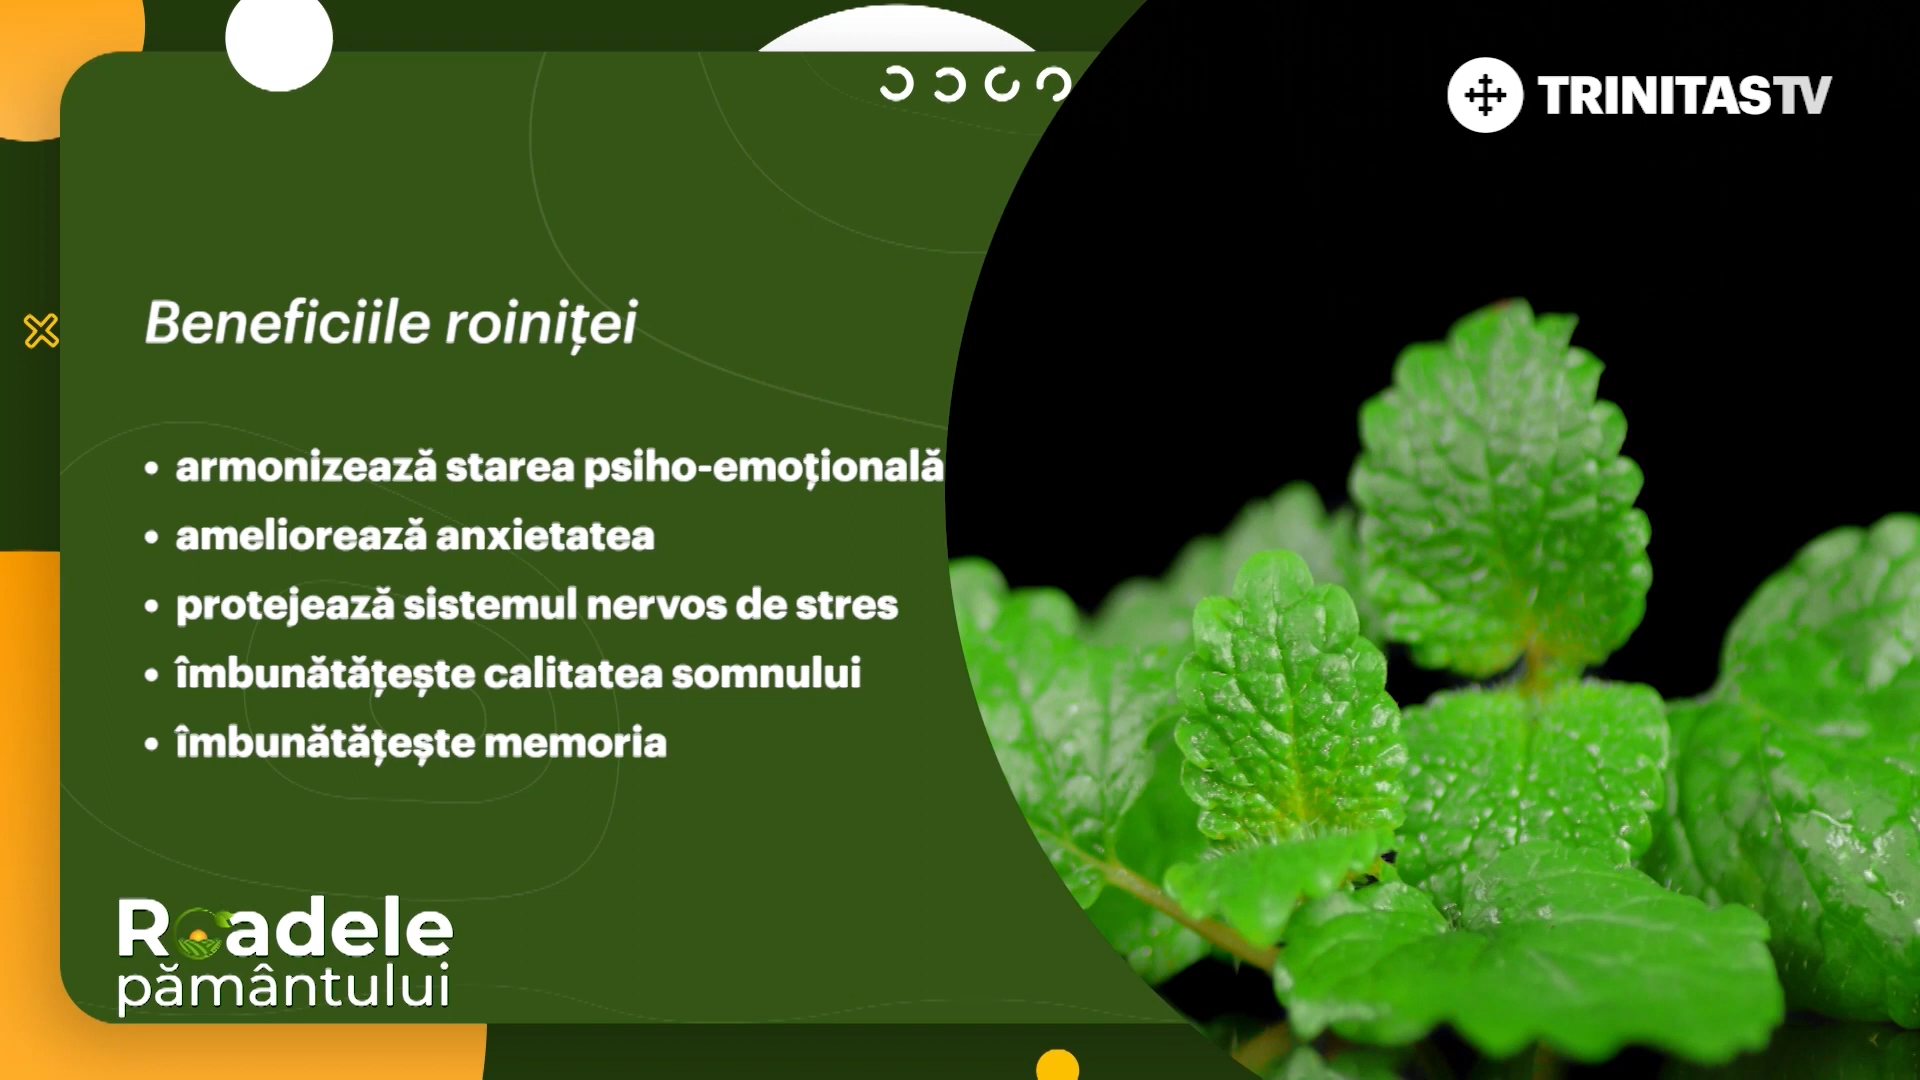 TRINITASTV
Beneficiile roiniței
• armonizează starea psiho-emoțională
• ameliorează anxietatea
• protejează sistemul nervos de stres
• îmbunătățește calitatea somnului
• îmbunătățește memoria
Roadele
pământului